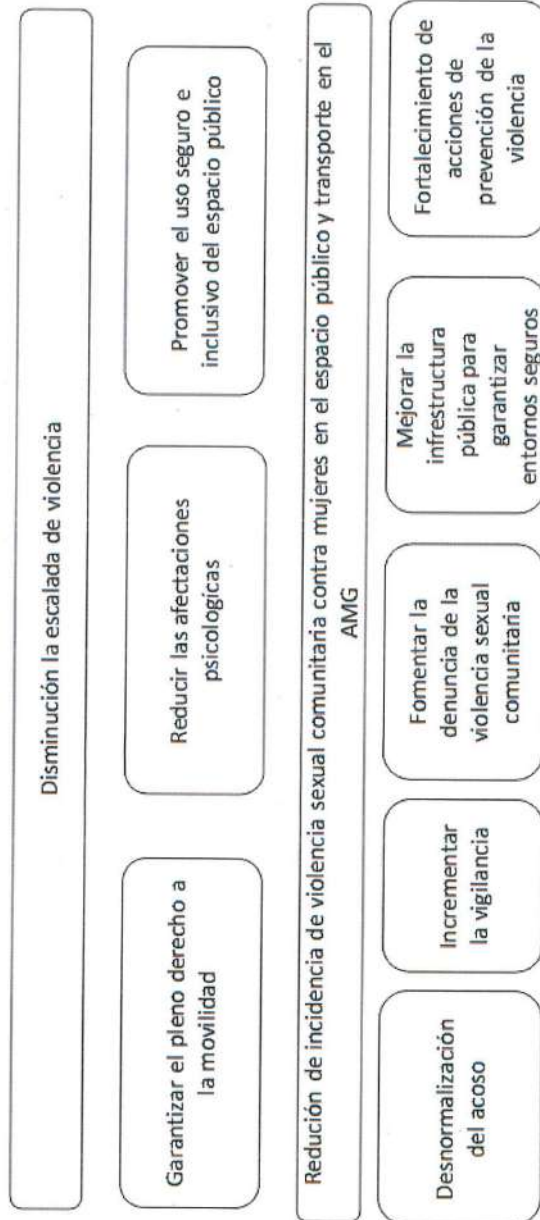 Disminución la escalada de violencia
Garantizar el pleno derecho a
la movilidad
Reducir las afectaciones
psicologícas
Promover el uso seguro e
inclusivo del espacio público
Redución de incidencia de violencia sexual comunitaria contra mujeres en el espacio público y transporte en el
AMG
Desnormalización
del acoso
Incrementar
la vigilancia
Fomentar la
denuncia de la
violencia sexual
comunitaria
Mejorar la
infrestructura
pública para
garantizar
entornos seguros
Fortalecimiento de
acciones de
prevención de la
violencia